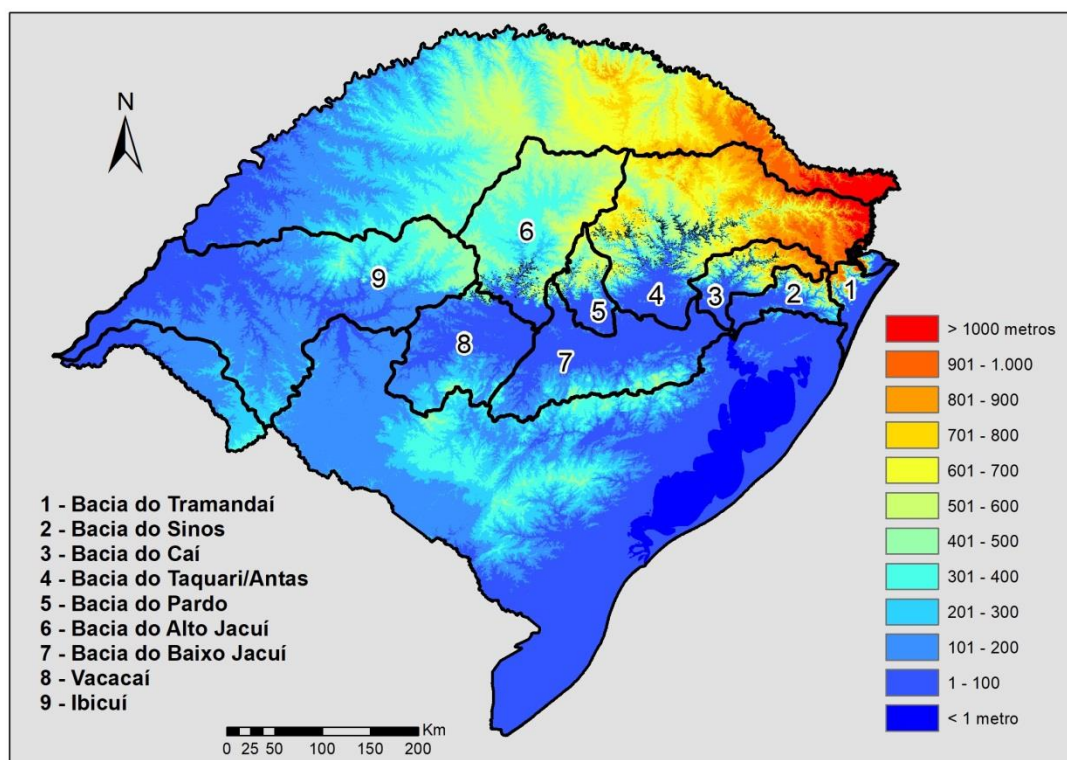 N
6
9
5
4
3
2
1
8
7
> 1000 metros
901 - 1.000
801 - 900
701 - 800
601 - 700
501 - 600
401 - 500
301 - 400
201 - 300
101 - 200
1 - 100
< 1 metro
1 - Bacia do Tramandaí
2 - Bacia do Sinos
3 - Bacia do Caí
4 - Bacia do Taquari/Antas
5 - Bacia do Pardo
6 - Bacia do Alto Jacuí
7 - Bacia do Baixo Jacuí
8 - Vacacaí
9 - Ibicuí
Km
0 25 50 100 150 200